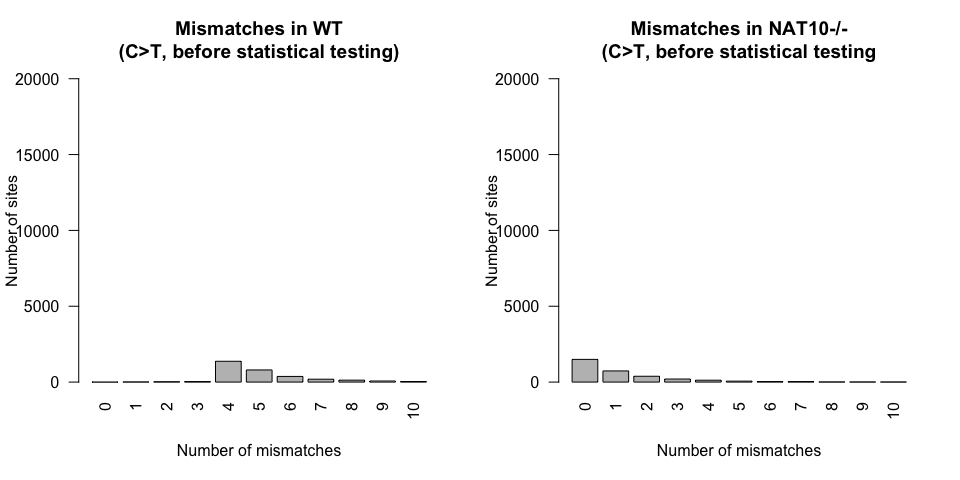 Mismatches in WT
(C>T, before statistical testing)
20000
15000
10000
5000
0
Number of sites
0 1 2 3 4 5 6 7 8 9 10
Number of mismatches
Mismatches in NAT10-/-
(C>T, before statistical testing
20000
15000
10000
5000
0
Number of sites
0 1 2 3 4 5 6 7 8 9 10
Number of mismatches